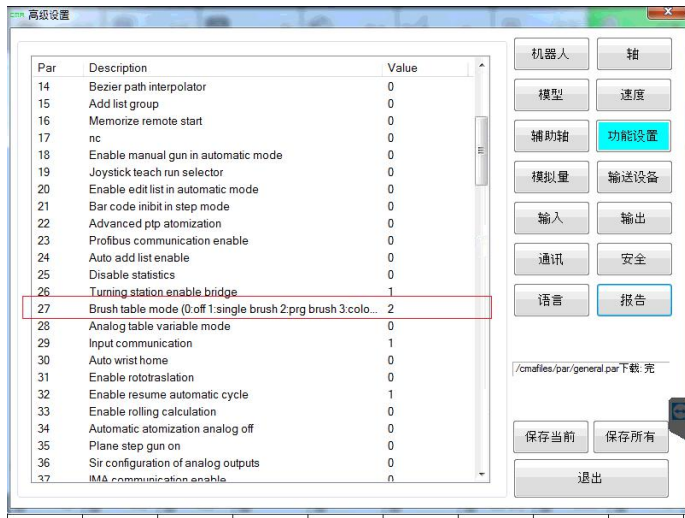 cma 高级设置
Par Description Value
14 Bezier path interpolator 0
15 Add list group 0
16 Memorize remote start 0
17 nc 0
18 Enable manual gun in automatic mode 0
19 Joystick teach run selector 0
20 Enable edit list in automatic mode 0
21 Bar code inibit in step mode 0
22 Advanced ptp atomization 0
23 Profibus communication enable 0
24 Auto add list enable 0
25 Disable statistics 0
26 Turning station enable bridge 1
27 Brush table mode (0:off 1:single brush 2:prg brush 3:colo... 2
28 Analog table variable mode 0
29 Input communication 1
30 Auto wrist home 0
31 Enable rototraslation 0
32 Enable resume automatic cycle 1
33 Enable rolling calculation 0
34 Automatic atomization analog off 0
35 Plane step gun on 0
36 Sir configuration of analog outputs 0
37 IMA communication enable 0
机器人 轴
模型 速度
辅助轴 功能设置
模拟量 输送设备
输入 输出
通讯 安全
语言 报告
/cmafiles/par/general.par下载: 完
保存当前 保存所有
退出